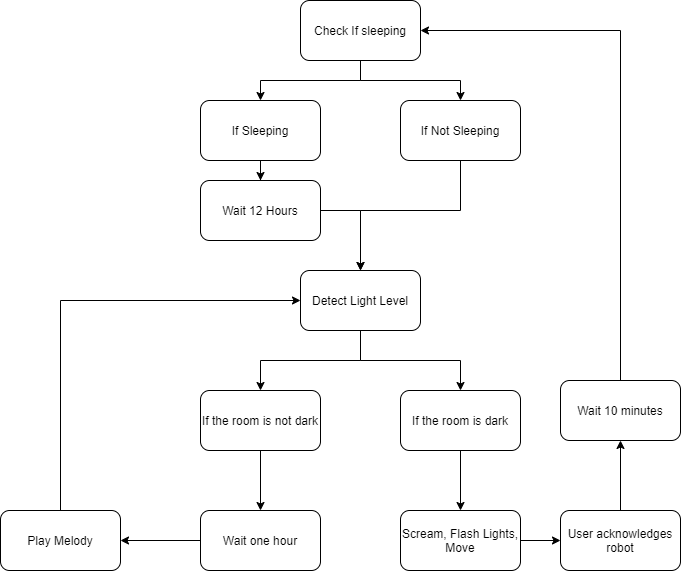 Check If sleeping
If Sleeping
If Not Sleeping
Wait 12 Hours
Detect Light Level
If the room is not dark
If the room is dark
Wait 10 minutes
Play Melody
Wait one hour
Scream, Flash Lights,
Move
User acknowledges
robot